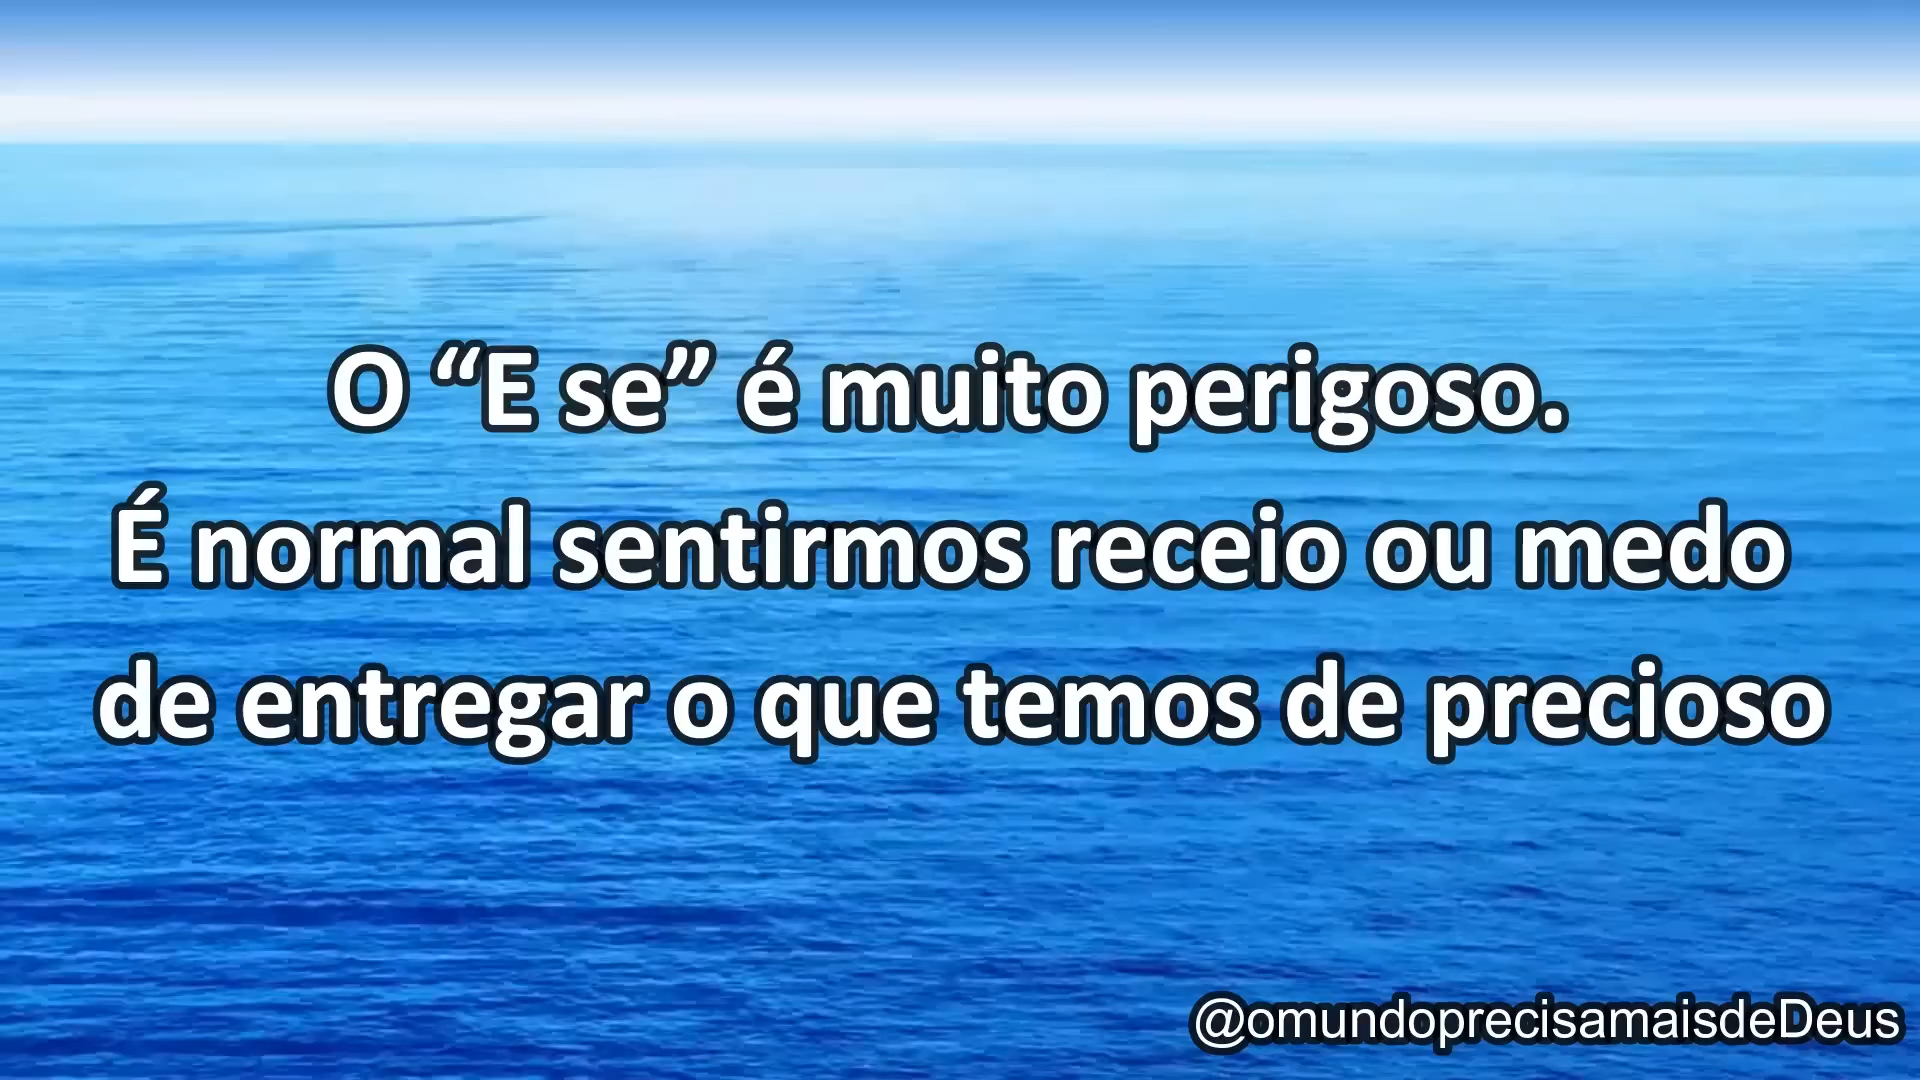 O “E se” é muito perigoso.
É normal sentirmos receio ou medo
de entregar o que temos de precioso
@omundoprecisamaisdeDeus